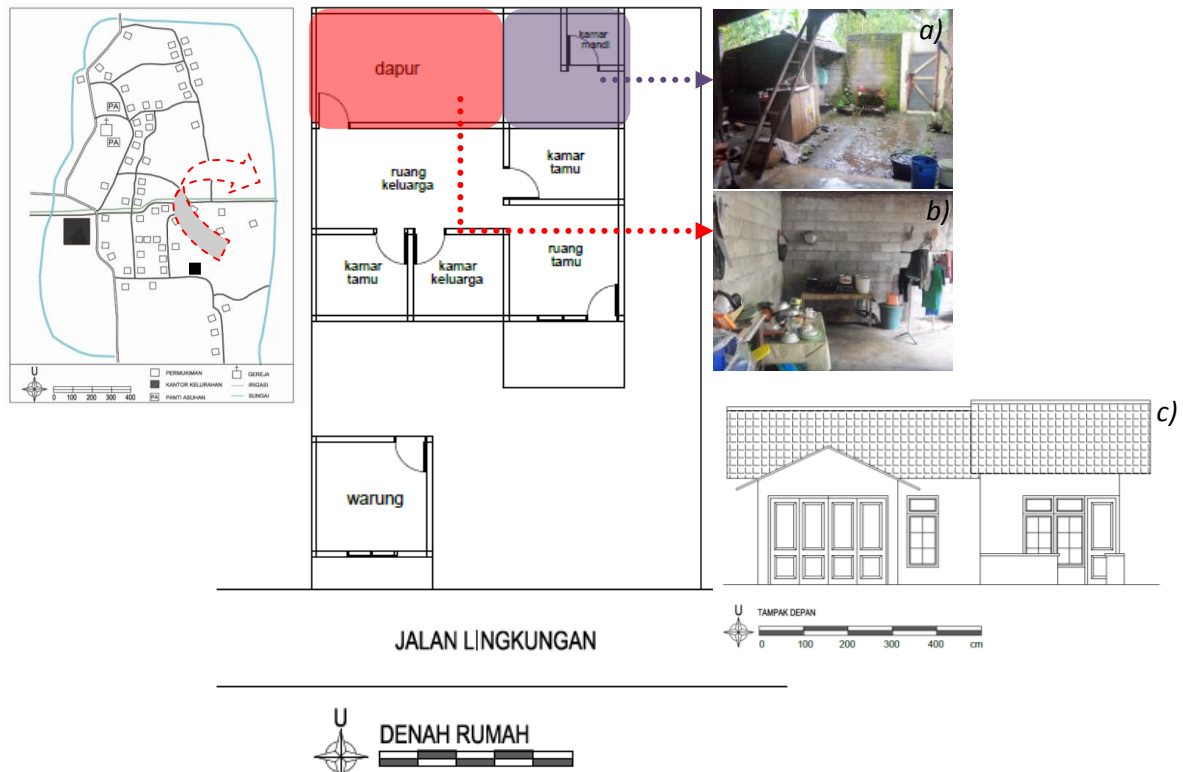 PA
PA
U
0 100 200 300 400
PERMUKIMAN
KANTOR KELURAHAN
PA PANTI ASUHAN
GEREJA
IRIGASI
SUNGAI
dapur
kamar
mandi
ruang
keluarga
kamar
tamu
kamar
tamu
kamar
keluarga
ruang
tamu
warung
JALAN LINGKUNGAN
U
DENAH RUMAH
a)
b)
c)
U
TAMPAK DEPAN
0 100 200 300 400 cm